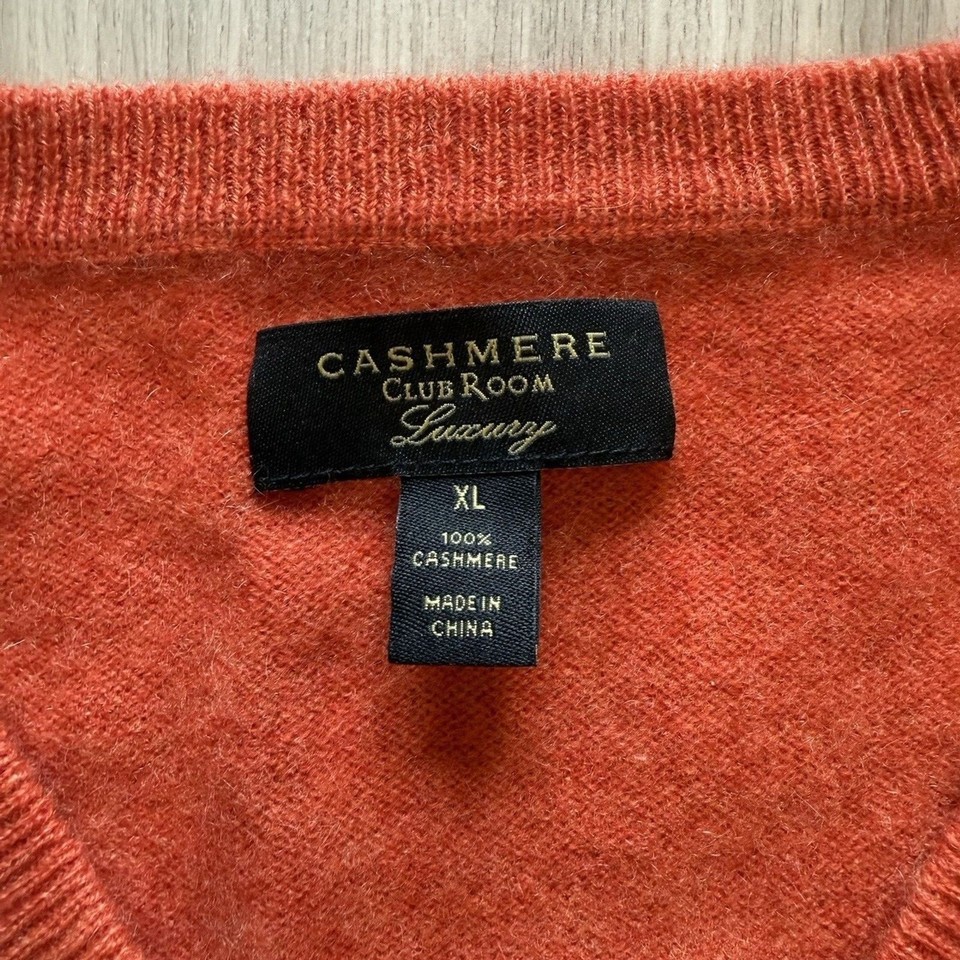 CASHMERE
CLUB ROOM
Luxury
XL
100%
CASHMERE
MADE IN
CHINA